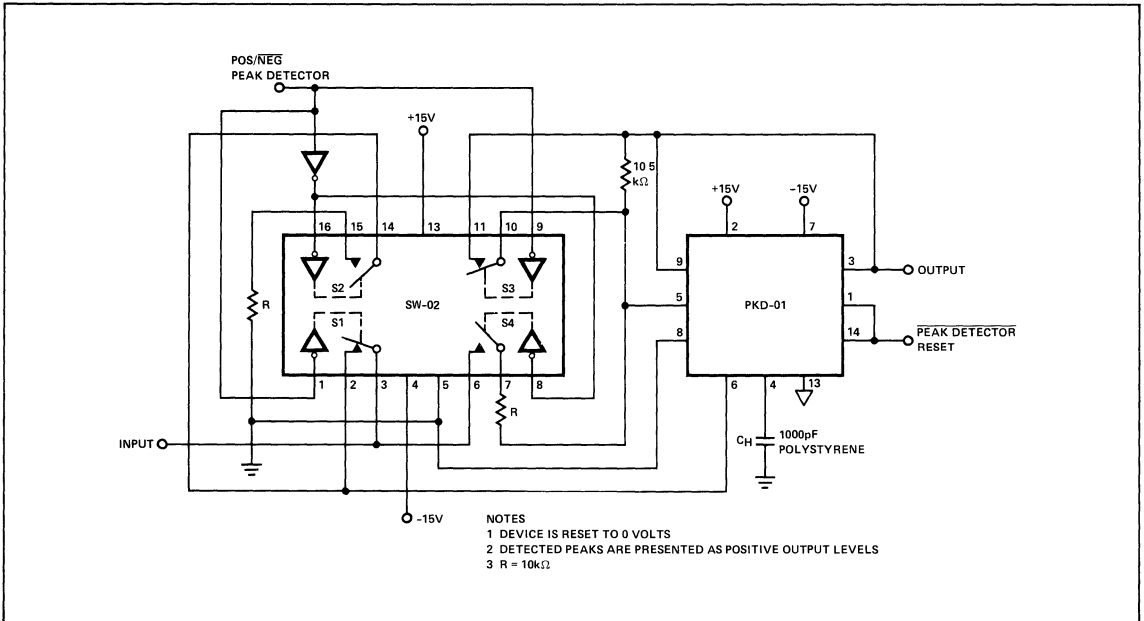 POS/NEG
PEAK DETECTOR
+15V
10 5
kΩ
+15V
-15V
16 15 14 13 11 10 9
2 7
S2 S3
R
SW-02
S1 S4
1 2 3 4 5 6 7 8
R
9
5
8
PKD-01
3
1
14
6 4 13
OUTPUT
PEAK DETECTOR
RESET
INPUT
CH
1000pF
POLYSTYRENE
-15V
NOTES
1 DEVICE IS RESET TO 0 VOLTS
2 DETECTED PEAKS ARE PRESENTED AS POSITIVE OUTPUT LEVELS
3 R = 10kΩ